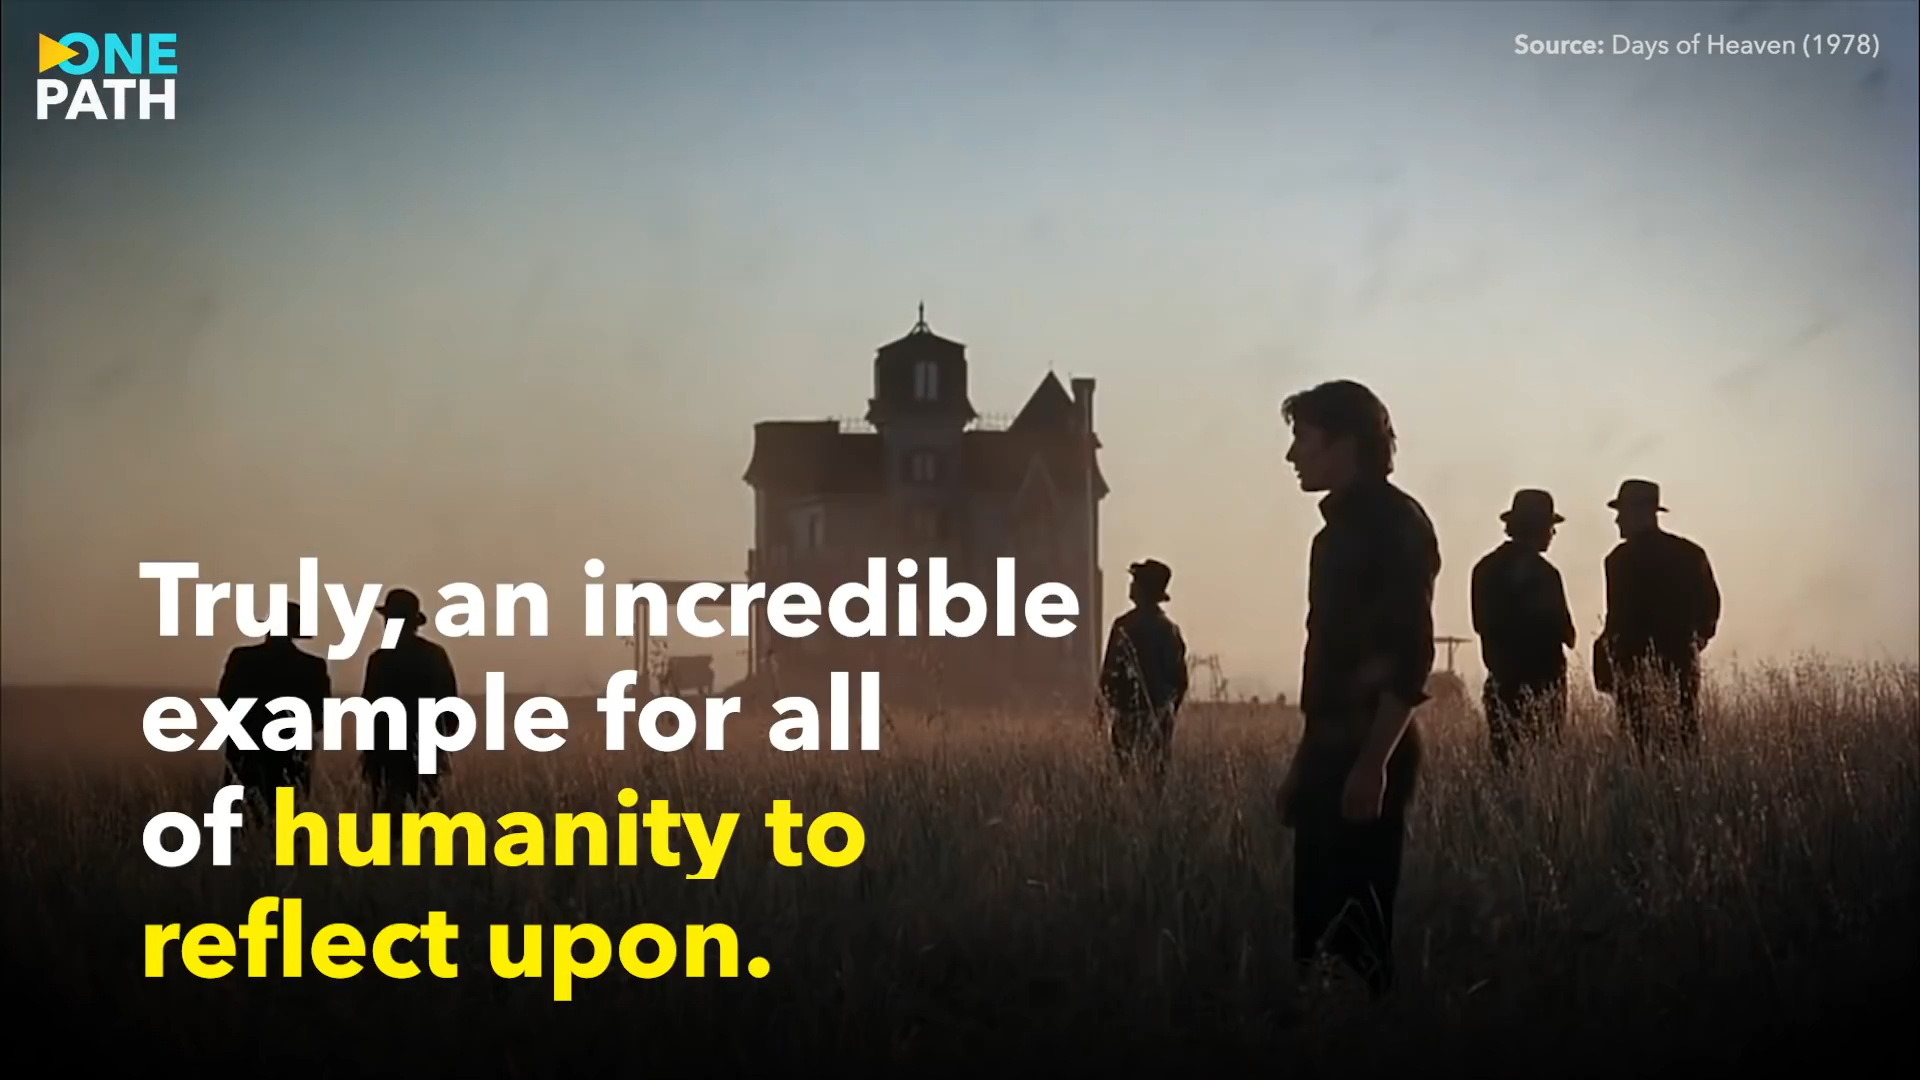 ONE
PATH
Source: Days of Heaven (1978)
Truly, an incredible
example for all
of humanity to
reflect upon.